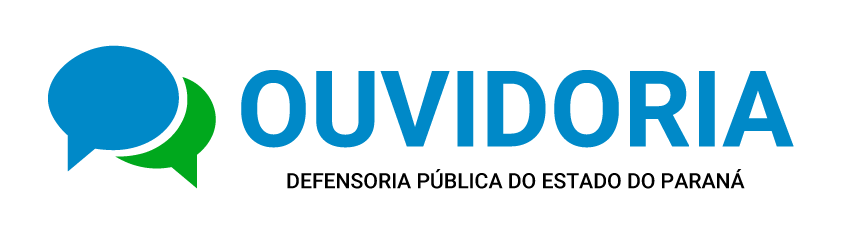 OUVIDORIA
DEFENSORIA PÚBLICA DO ESTADO DO PARANÁ